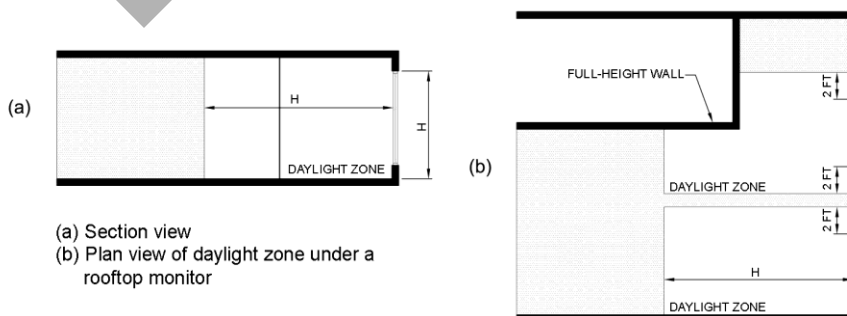 (a)
H
H
DAYLIGHT ZONE
(a) Section view
(b) Plan view of daylight zone under a
rooftop monitor
(b)
FULL-HEIGHT WALL
2 FT
2 FT
DAYLIGHT ZONE
2 FT
H
DAYLIGHT ZONE